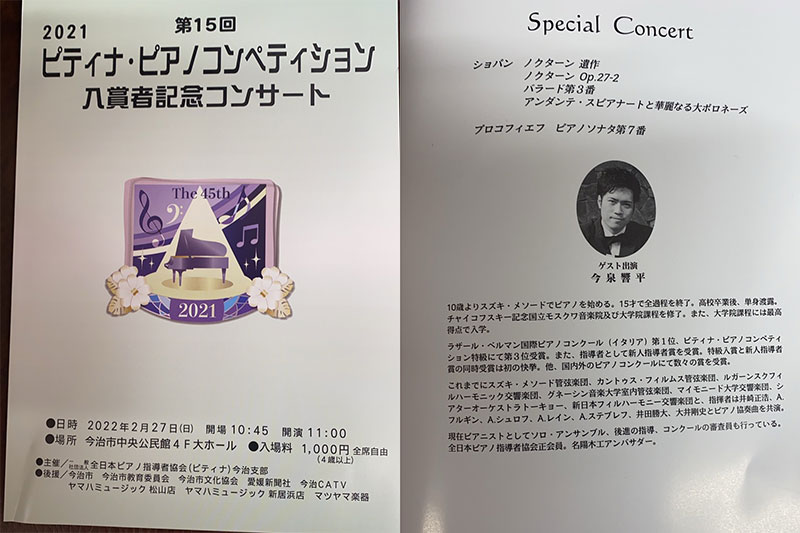 2021
第15回
ピティナ・ピアノコンペティション
入賞者記念コンサート
The 45th
2021
●日時 2022年2月27日(日) 開場 10:45 開演 11:00
●場所 今治市中央公民館 4F大ホール ●入場料 1,000円 全席自由
(4歳以上)
●主催／一般社団法人 全日本ピアノ指導者協会(ピティナ)今治支部
●後援／今治市 今治市教育委員会 今治市文化協会 愛媛新聞社 今治CATV
ヤマハミュージック 松山店 ヤマハミュージック 新居浜店 マツヤマ楽器
Special Concert
ショパン ノクターン 遺作
ノクターン Op.27-2
バラード第3番
アンダンテ・スピアナートと華麗なる大ポロネーズ
プロコフィエフ ピアノソナタ第7番
ゲスト出演
今泉響平
10歳よりスズキ・メソードでピアノを始める。15才で全過程を終了。高校卒業後、単身渡露。
チャイコフスキー記念国立モスクワ音楽院及び大学院課程を修了。また、大学院課程には最高
得点で入学。
ラザール・ベルマン国際ピアノコンクール（イタリア）第1位、ピティナ・ピアノコンペティ
ション特級にて第3位受賞。また、指導者として新人指導者賞を受賞。特級入賞と新人指導者
賞の同時受賞は初の快挙。他、国内外のピアノコンクールにて数々の賞を受賞。
これまでにスズキ・メソード管弦楽団、カントゥス・フィルムス管弦楽団、ルガーンスクフィ
ルハーモニック交響楽団、グネーシン音楽大学室内管弦楽団、マイモニード大学交響楽団、シ
アターオーケストラトーキョー、新日本フィルハーモニー交響楽団と、指揮者は井﨑正浩、A.
フルギン、A.シュロフ、A.レイン、A.ステブレフ、井田勝大、大井剛史とピアノ協奏曲を共演。
現在ピアニストとしてソロ・アンサンブル、後進の指導、コンクールの審査員も行っている。
全日本ピアノ指導者協会正会員。名陽木工アンバサダー。